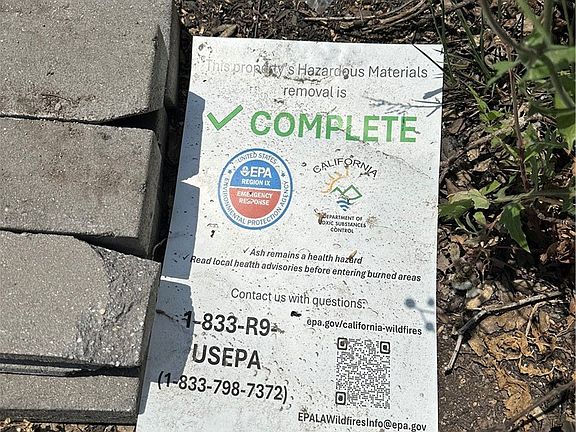 This property's Hazardous Materials
removal is
✓ COMPLETE
UNITED STATES
EPA
REGION IX
EMERGENCY
RESPONSE
ENVIRONMENTAL PROTECTION AGENCY
CALIFORNIA
DEPARTMENT OF
TOXIC SUBSTANCES
CONTROL
✓ Ash remains a health hazard
✓ Read local health advisories before entering burned areas
Contact us with questions:
1-833-R9-
USEPA
(1-833-798-7372)
epa.gov/california-wildfires
EPALAWildfiresInfo@epa.gov